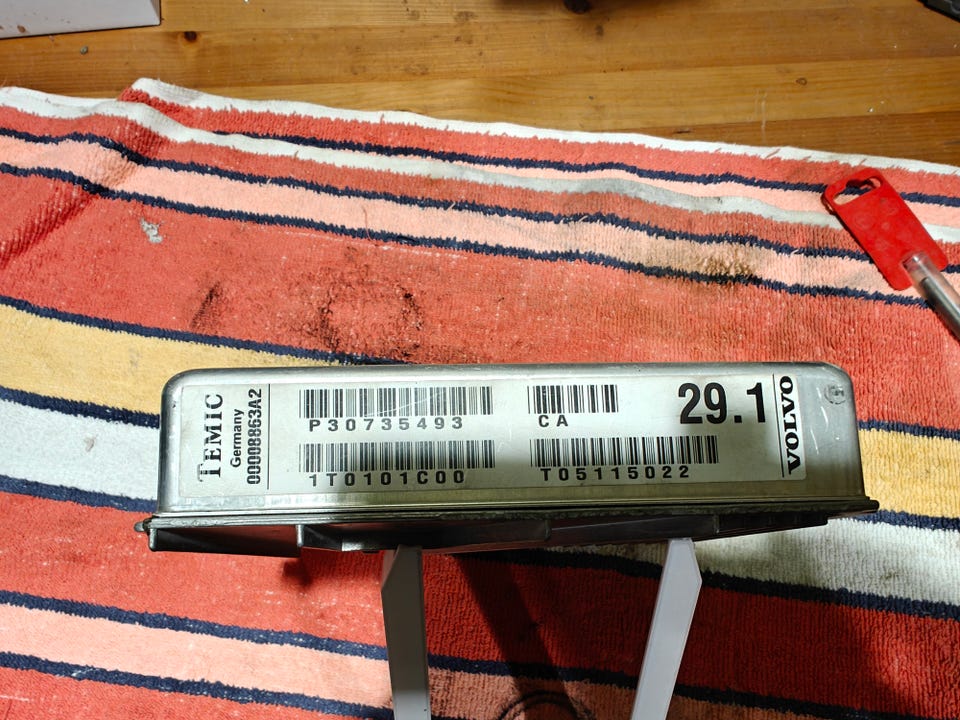 TEMIC
Germany
00008863A2
P30735493
CA
29.1
1T0101C00
T05115022
VOLVO